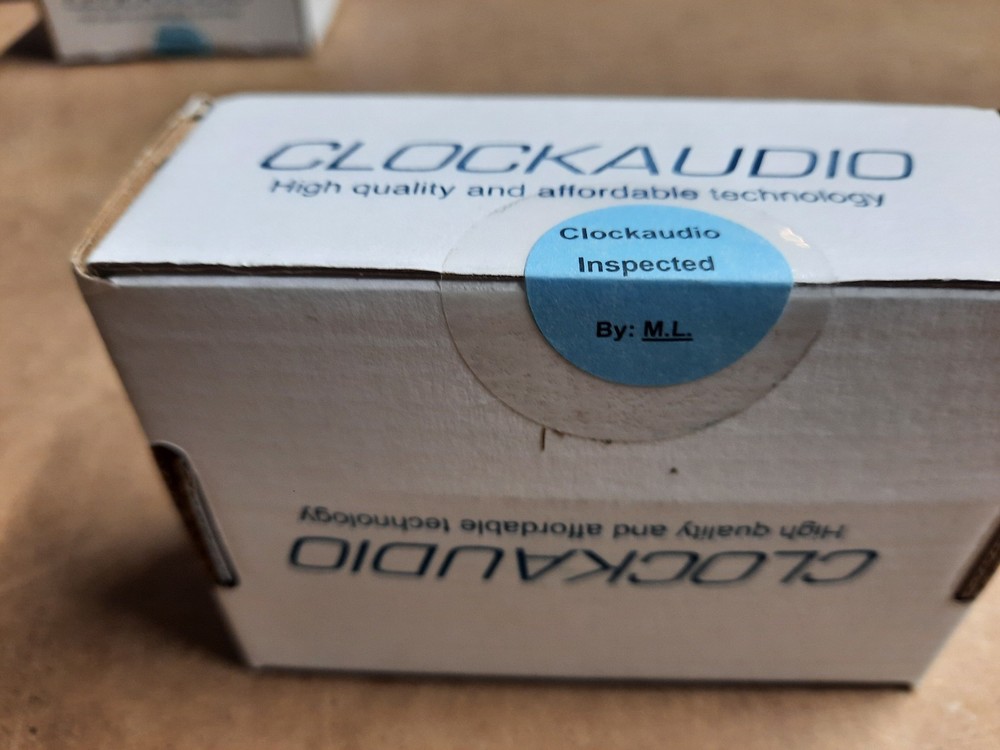 CLOCKAUDIO
High quality and affordable technology
Clockaudio
Inspected
By: M.L.
CLOCKAUDIO
High quality and affordable technology